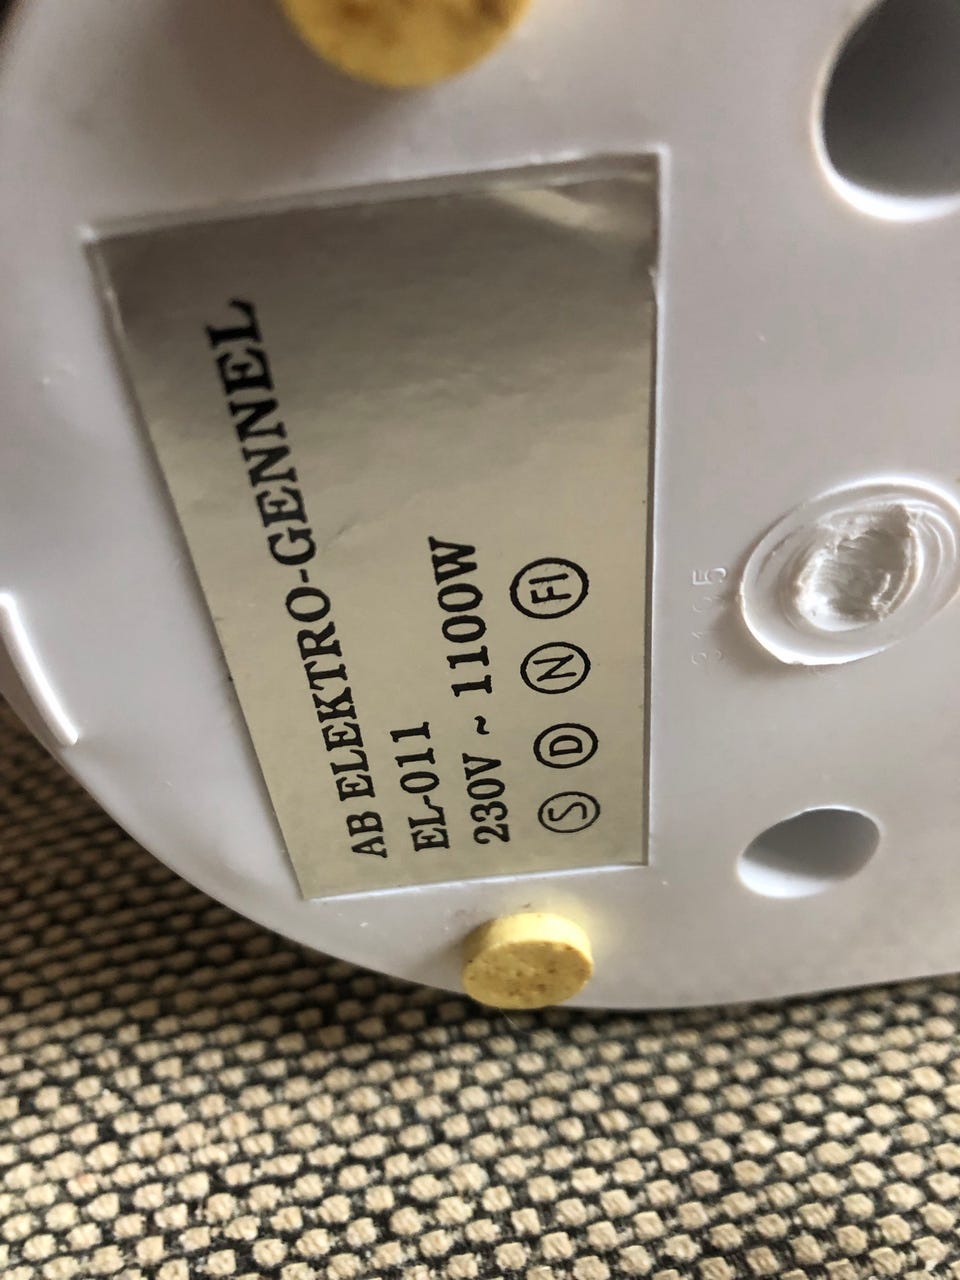 AB ELEKTRO-GENNEL
EL-011
230V ~ 1100W
S D N FI